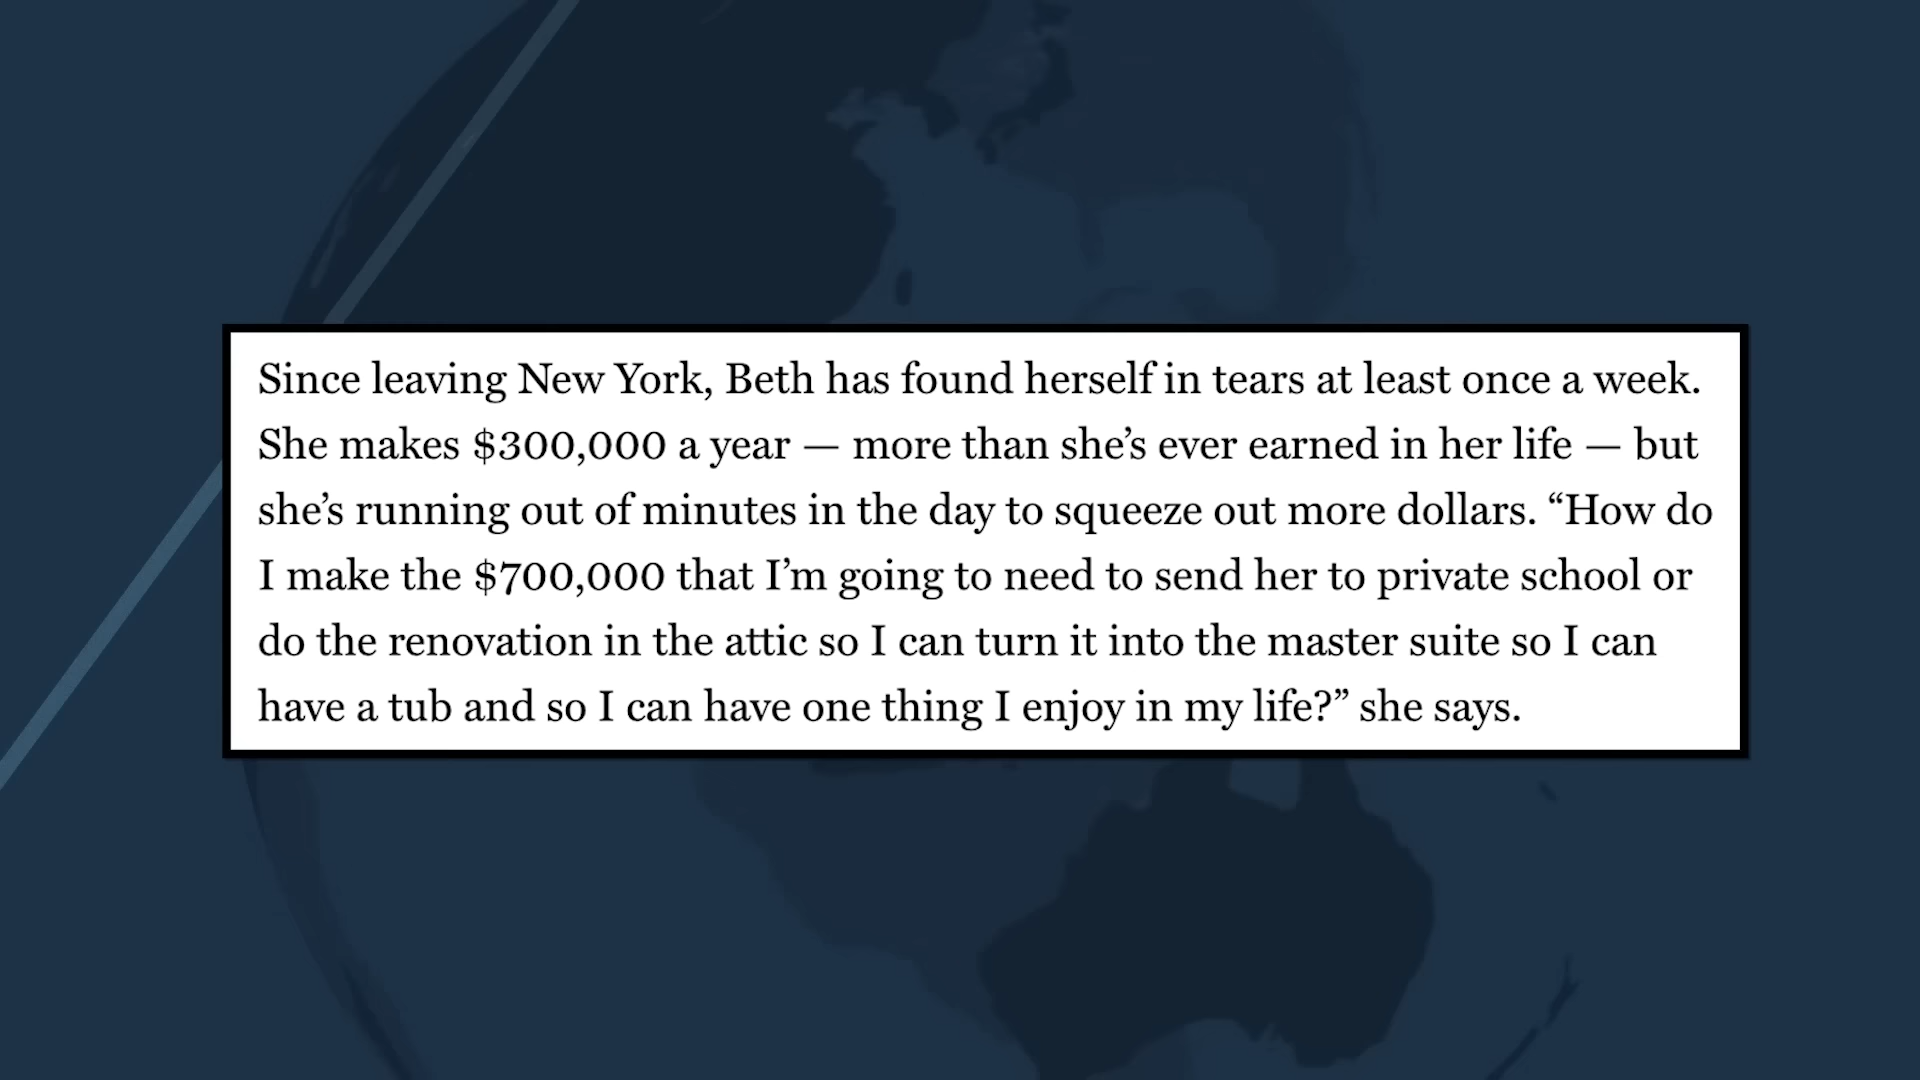 Since leaving New York, Beth has found herself in tears at least once a week.
She makes $300,000 a year — more than she’s ever earned in her life — but
she’s running out of minutes in the day to squeeze out more dollars. “How do
I make the $700,000 that I’m going to need to send her to private school or
do the renovation in the attic so I can turn it into the master suite so I can
have a tub and so I can have one thing I enjoy in my life?” she says.